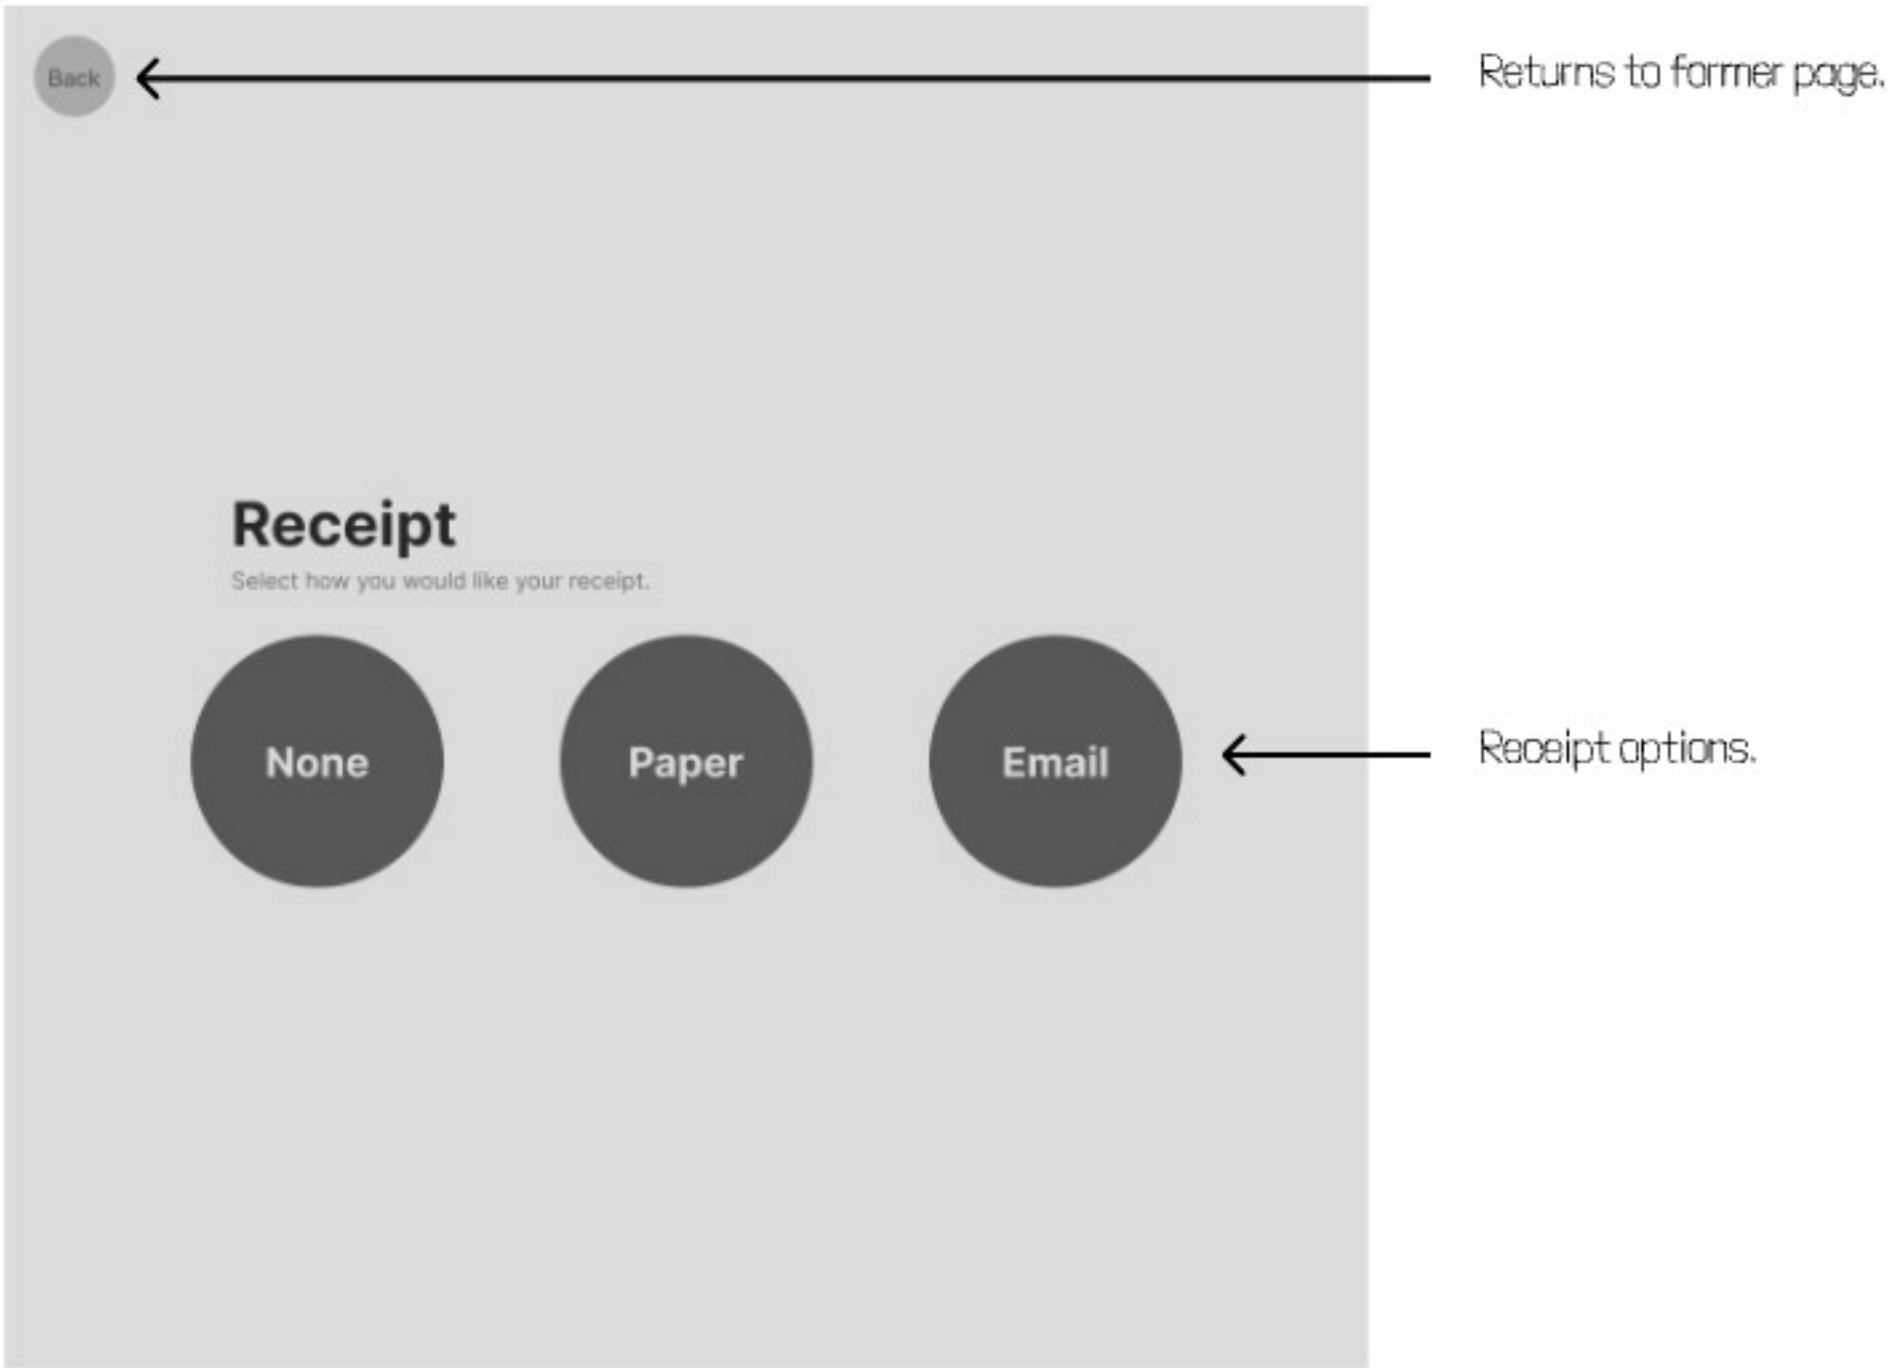 Back
Returns to former page.
Receipt
Select how you would like your receipt.
None
Paper
Email
Receipt options.